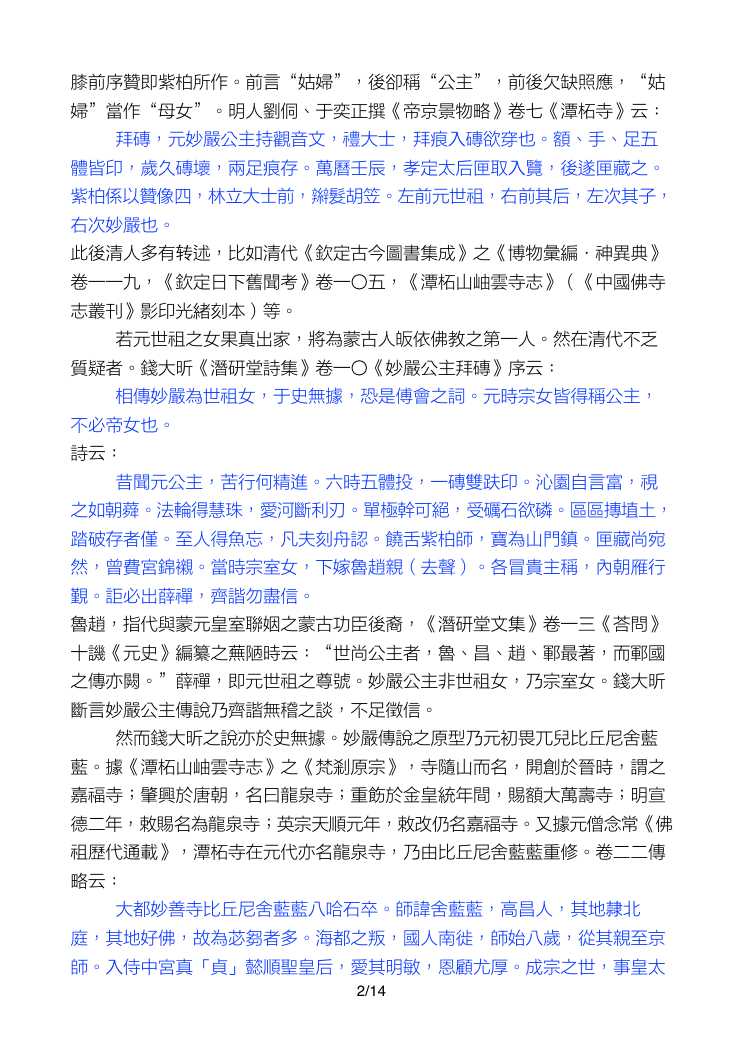 膝前序贊即紫柏所作。前言“姑婦”，後卻稱“公主”，前後欠缺照應，“姑
婦”當作“母女”。明人劉侗、于奕正撰《帝京景物略》卷七《潭柘寺》云：
拜磚，元妙嚴公主持觀音文，禮大士，拜痕入磚欲穿也。額、手、足五
體皆印，歲久磚壞，兩足痕存。萬曆壬辰，孝定太后匣取入覽，後遂匣藏之。
紫柏係以贊像四，林立大士前，辮髮胡笠。左前元世祖，右前其后，左次其子，
右次妙嚴也。
此後清人多有转述，比如清代《欽定古今圖書集成》之《博物彙編．神異典》
卷一一九，《欽定日下舊聞考》卷一〇五，《潭柘山岫雲寺志》（《中國佛寺
志叢刊》影印光緒刻本）等。
若元世祖之女果真出家，將為蒙古人皈依佛教之第一人。然在清代不乏
質疑者。錢大昕《潛研堂詩集》卷一〇《妙嚴公主拜磚》序云：
相傳妙嚴為世祖女，于史無據，恐是傅會之詞。元時宗女皆得稱公主，
不必帝女也。
詩云：
昔聞元公主，苦行何精進。六時五體投，一磚雙趺印。沁園自言富，視
之如朝蕣。法輪得慧珠，愛河斷利刃。單極幹可絕，受礪石欲磷。區區摶埴土，
踏破存者僅。至人得魚忘，凡夫刻舟認。饒舌紫柏師，寶為山門鎮。匣藏尚宛
然，曾費宮錦襯。當時宗室女，下嫁魯趙親（去聲）。各冒貴主稱，內朝雁行
覲。詎必出薛禪，齊諧勿盡信。
魯趙，指代與蒙元皇室聯姻之蒙古功臣後裔，《潛研堂文集》卷一三《荅問》
十譏《元史》編纂之蕪陋時云：“世尚公主者，魯、昌、趙、鄆最著，而鄆國
之傳亦闕。”薛禪，即元世祖之尊號。妙嚴公主非世祖女，乃宗室女。錢大昕
斷言妙嚴公主傳說乃齊諧無稽之談，不足徵信。
然而錢大昕之說亦於史無據。妙嚴傳說之原型乃元初畏兀兒比丘尼舍藍
藍。據《潭柘山岫雲寺志》之《梵剎原宗》，寺隨山而名，開創於晉時，謂之
嘉福寺；肇興於唐朝，名曰龍泉寺；重飭於金皇統年間，賜額大萬壽寺；明宣
德二年，敕賜名為龍泉寺；英宗天順元年，敕改仍名嘉福寺。又據元僧念常《佛
祖歷代通載》，潭柘寺在元代亦名龍泉寺，乃由比丘尼舍藍藍重修。卷二二傳
略云：
大都妙善寺比丘尼舍藍藍八哈石卒。師諱舍藍藍，高昌人，其地隸北
庭，其地好佛，故為苾芻者多。海都之叛，國人南徙，師始八歲，從其親至京
師。入侍中宮真「貞」懿順聖皇后，愛其明敏，恩顧尤厚。成宗之世，事皇太
2/14